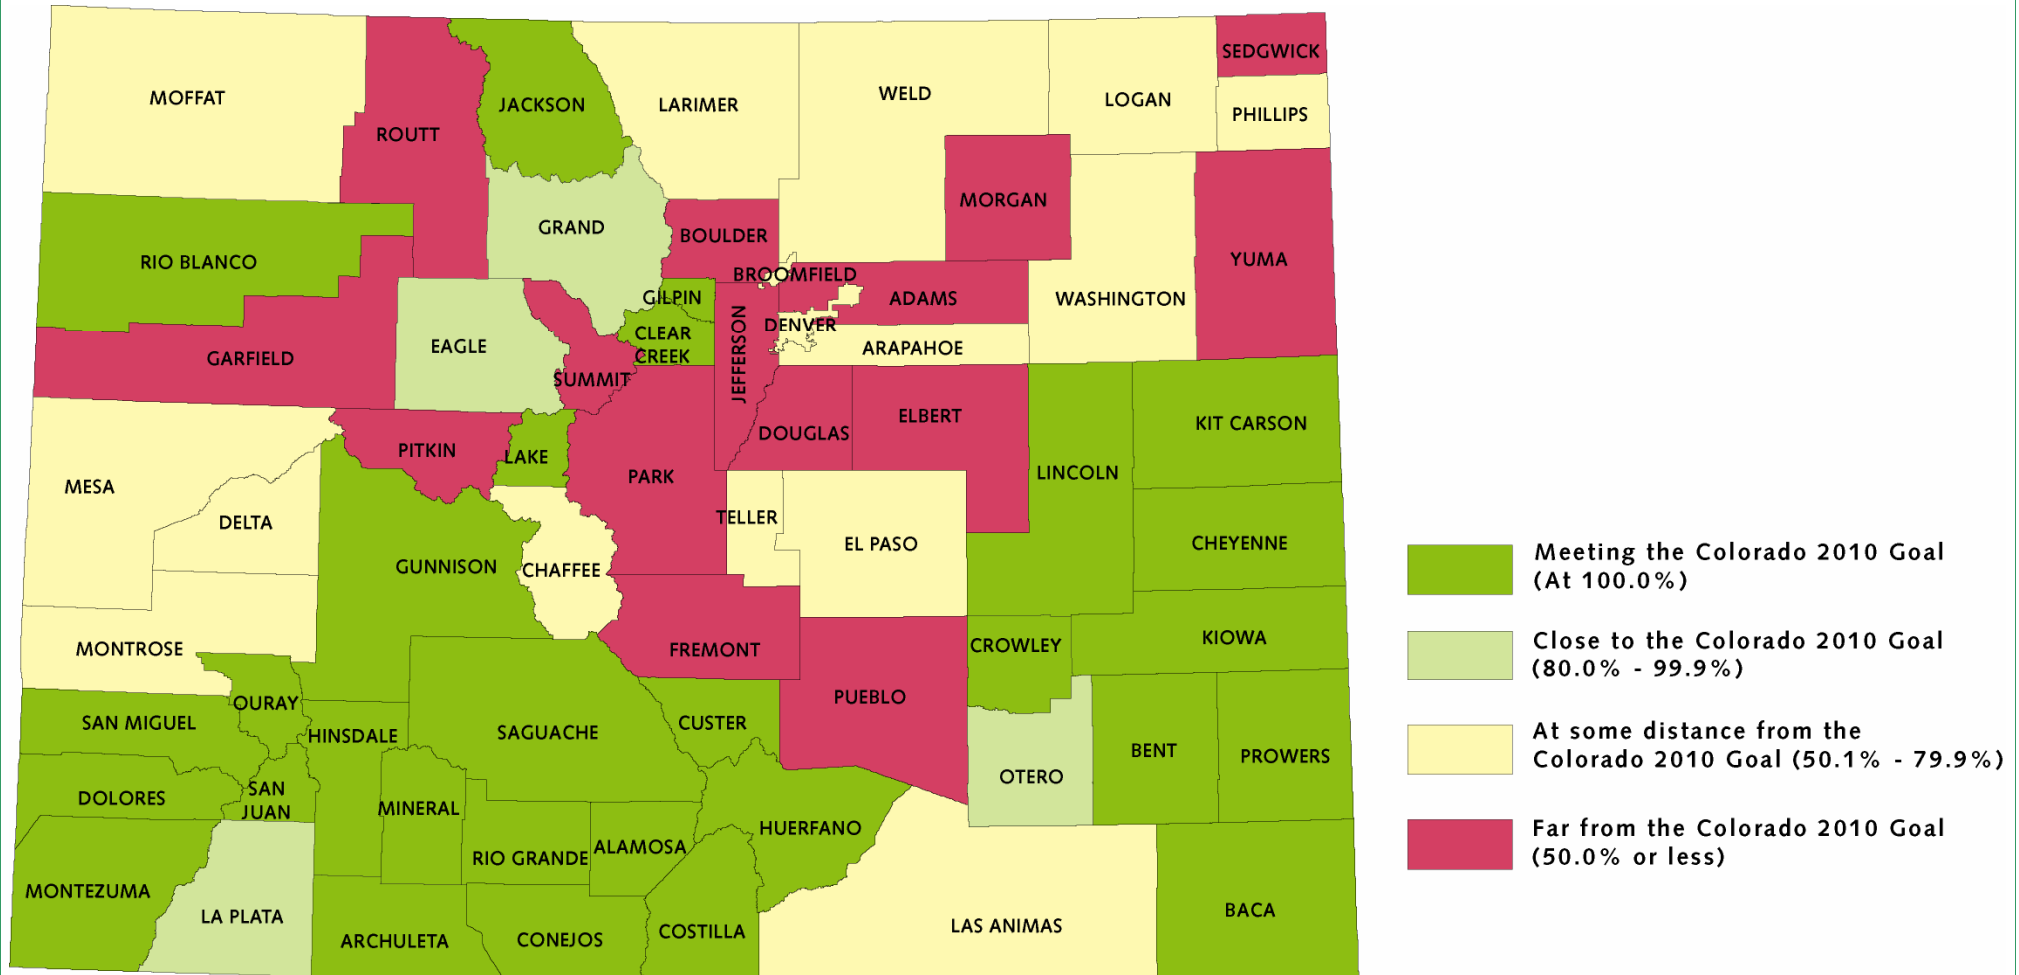 SEDGWICK
MOFFAT
WELD
LOGAN
JACKSON
LARIMER
PHILLIPS
ROUTT
MORGAN
GRAND
BOULDER
RIO BLANCO
YUMA
BROOMFIELD
GILPIN
ADAMS
WASHINGTON
CLEAR
CREEK
DENVER
EAGLE
ARAPAHOE
GARFIELD
JEFFERSON
SUMMIT
ELBERT
KIT CARSON
DOUGLAS
PITKIN
LAKE
LINCOLN
PARK
MESA
TELLER
DELTA
EL PASO
CHEYENNE
GUNNISON
CHAFFEE
KIOWA
CROWLEY
MONTROSE
FREMONT
PUEBLO
OURAY
SAN MIGUEL
CUSTER
HINSDALE
SAGUACHE
BENT
PROWERS
OTERO
SAN
JUAN
DOLORES
MINERAL
HUERFANO
ALAMOSA
RIO GRANDE
MONTEZUMA
BACA
LA PLATA
LAS ANIMAS
COSTILLA
CONEJOS
ARCHULETA
Meeting the Colorado 2010 Goal
(At 100.0%)
Close to the Colorado 2010 Goal
(80.0% - 99.9%)
At some distance from the
Colorado 2010 Goal (50.1% - 79.9%)
Far from the Colorado 2010 Goal
(50.0% or less)